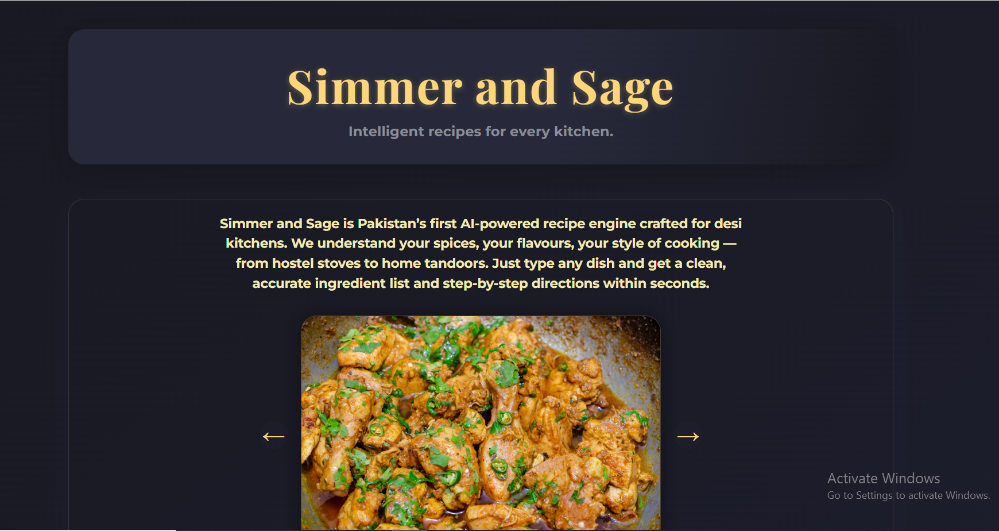 Simmer and Sage
Intelligent recipes for every kitchen.
Simmer and Sage is Pakistan’s first AI-powered recipe engine crafted for desi
kitchens. We understand your spices, your flavours, your style of cooking —
from hostel stoves to home tandoors. Just type any dish and get a clean,
accurate ingredient list and step-by-step directions within seconds.
←
→
Activate Windows
Go to Settings to activate Windows.